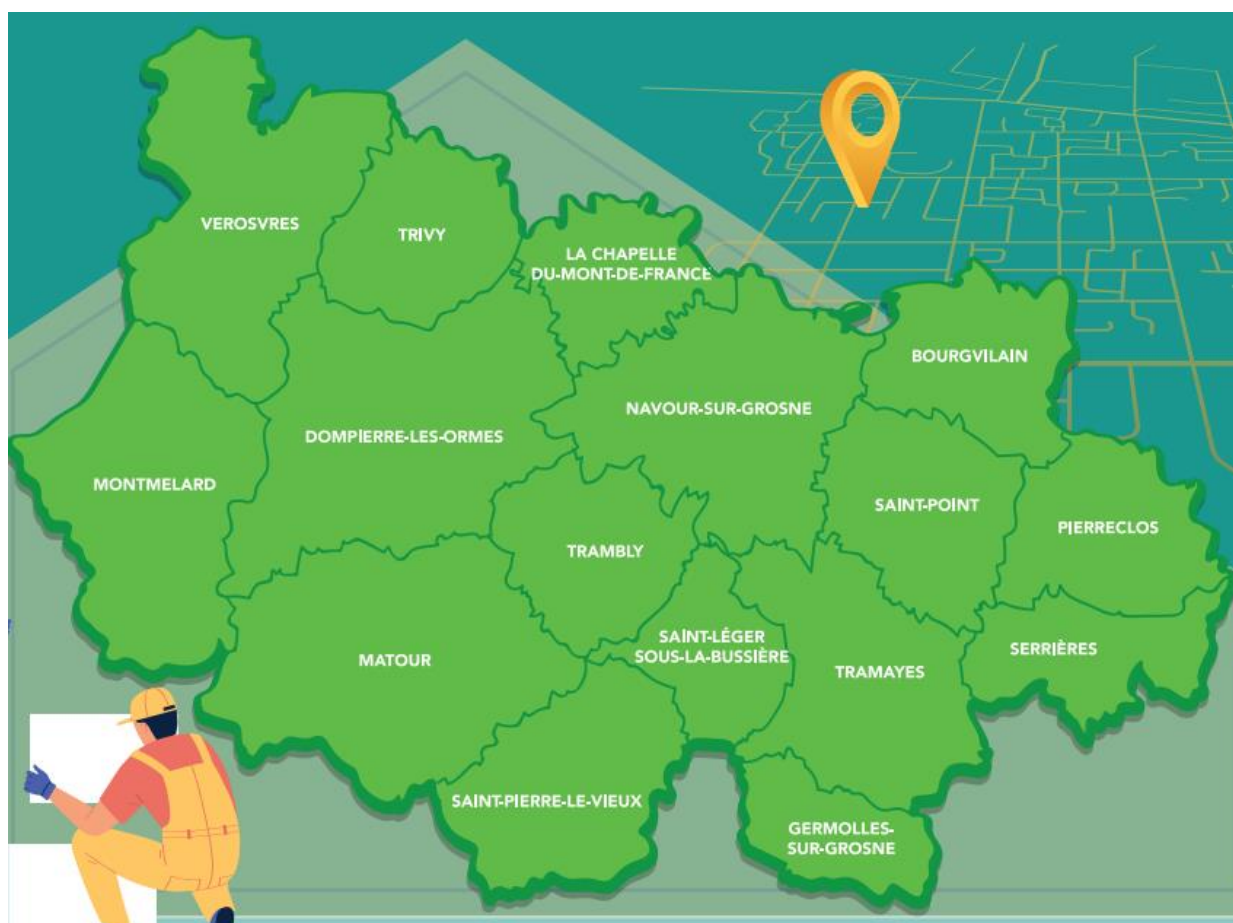 VEROSVRES
TRIVY
LA CHAPELLE
DU-MONT-DE-FRANCE
BOURGVILAIN
NAVOUR-SUR-GROSNE
DOMPIERRE-LES-ORMES
MONTMELARD
SAINT-POINT
PIERRECLOS
TRAMBLY
SAINT-LÉGER
SOUS-LA-BUSSIÈRE
SERRIÈRES
MATOUR
TRAMAYES
SAINT-PIERRE-LE-VIEUX
GERMOLLES-
SUR-GROSNE